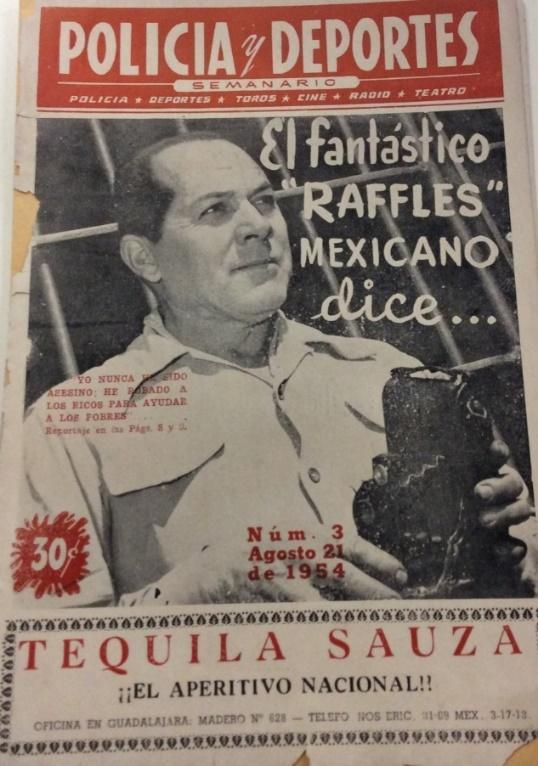 POLICIA y DEPORTES
SEMANARIO
POLICIA ★ DEPORTES ★ TOROS ★ CINE ★ RADIO ★ TEATRO
El fantástico
"RAFFLES"
MEXICANO
dice...
YO NUNCA HE SIDO
ASESINO; HE ROBADO A
LOS RICOS PARA AYUDAR
A LOS POBRES"...
Reportaje en las Págs. 8 y 9.
30¢
Núm. 3
Agosto 21
de 1954
TEQUILA SAUZA
¡¡EL APERITIVO NACIONAL!!
OFICINA EN GUADALAJARA: MADERO Nº 628 — TELEFONOS ERIC. 31-09 MEX. 3-17-13.